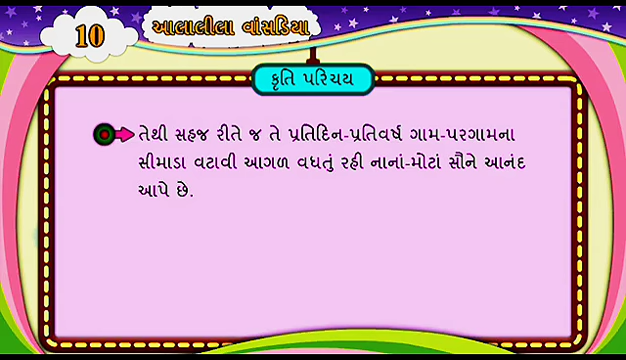 10 આલાલીલા વાંસડિયા
કૃતિ પરિચય
તેથી સહજ રીતે જ તે પ્રતિદિન-પ્રતિવર્ષ ગામ-પરગામના
સીમાડા વટાવી આગળ વધતું રહી નાનાં-મોટાં સૌને આનંદ
આપે છે.